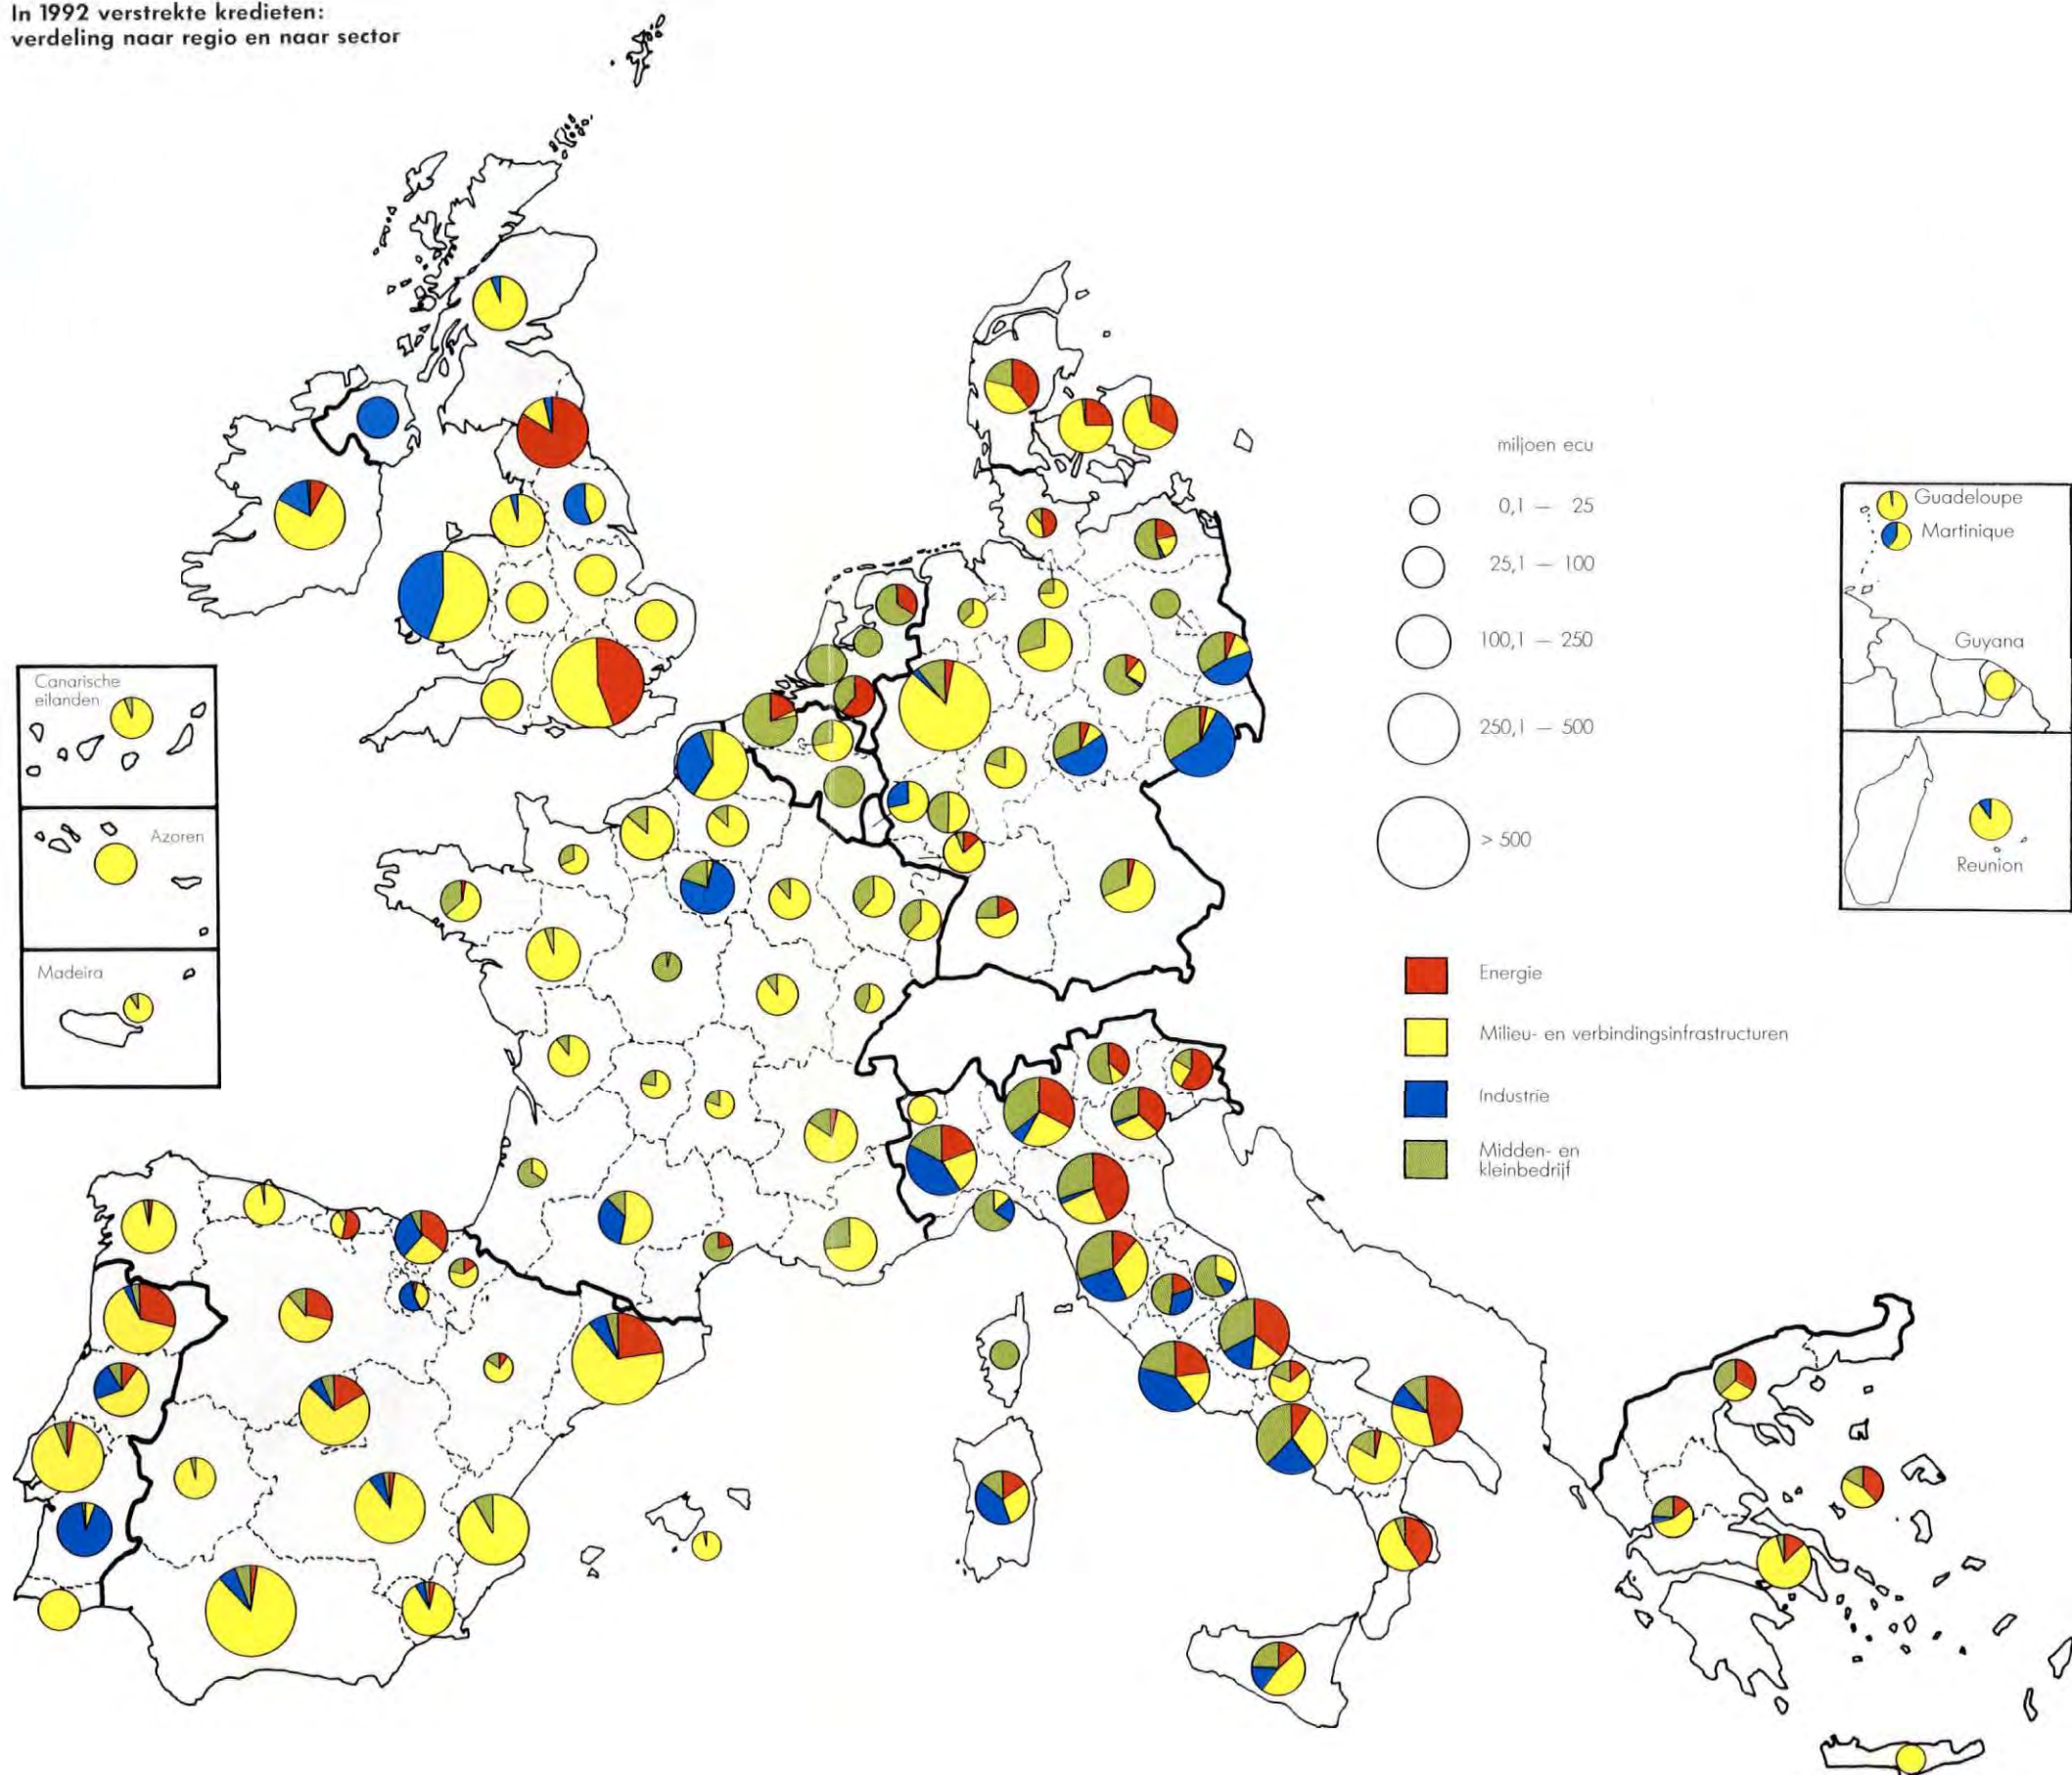 In 1992 verstrekte kredieten:
verdeling naar regio en naar sector
miljoen ecu
0,1 — 25
25,1 — 100
100,1 — 250
250,1 — 500
> 500
Energie
Milieu- en verbindingsinfrastructuren
Industrie
Midden- en
kleinbedrijf
Guadeloupe
Martinique
Guyana
Reunion
Canarische
eilanden
Azoren
Madeira